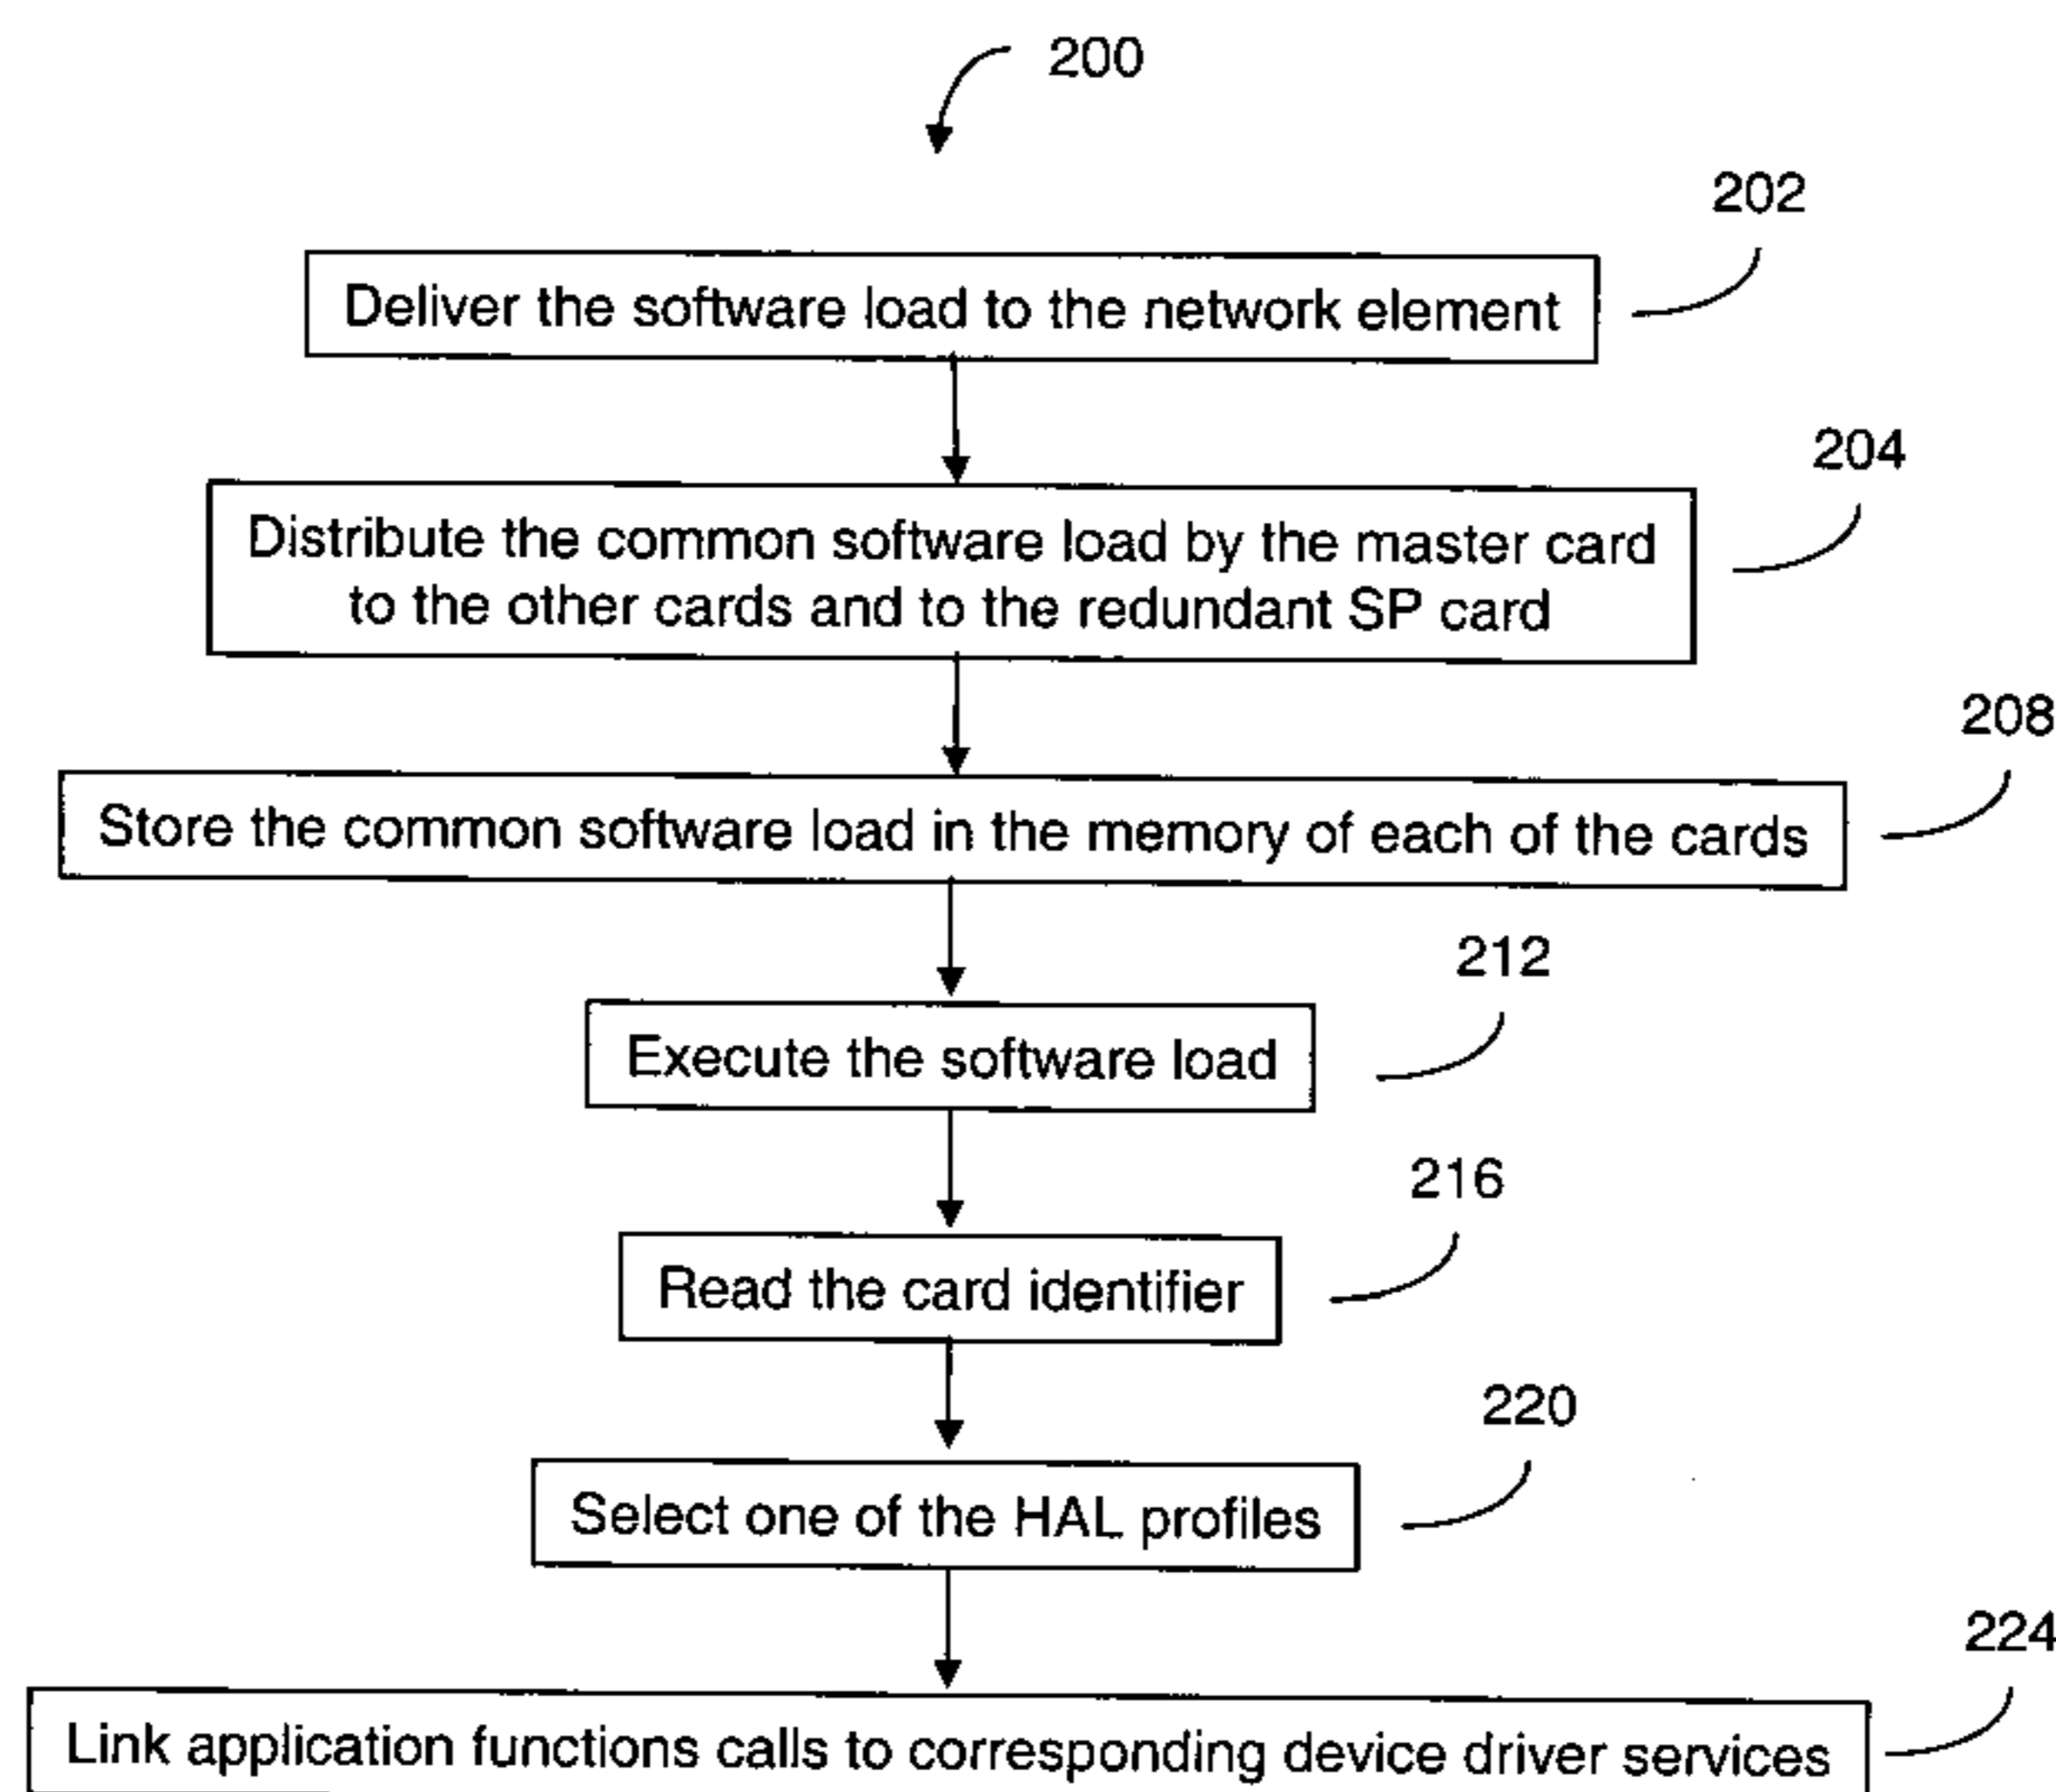 200
202
Deliver the software load to the network element
204
Distribute the common software load by the master card
to the other cards and to the redundant SP card
208
Store the common software load in the memory of each of the cards
212
Execute the software load
216
Read the card identifier
220
Select one of the HAL profiles
224
Link application functions calls to corresponding device driver services